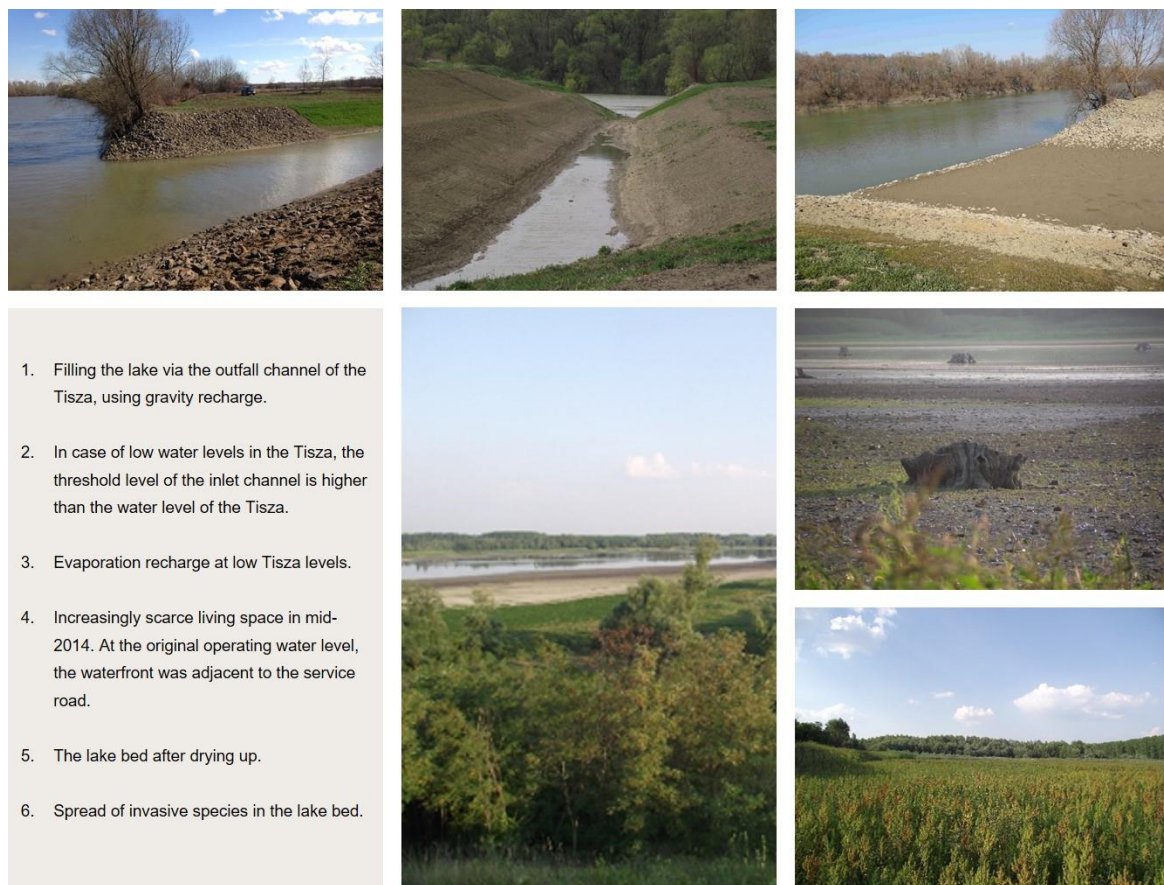 1. Filling the lake via the outfall channel of the
Tisza, using gravity recharge.
2. In case of low water levels in the Tisza, the
threshold level of the inlet channel is higher
than the water level of the Tisza.
3. Evaporation recharge at low Tisza levels.
4. Increasingly scarce living space in mid-
2014. At the original operating water level,
the waterfront was adjacent to the service
road.
5. The lake bed after drying up.
6. Spread of invasive species in the lake bed.